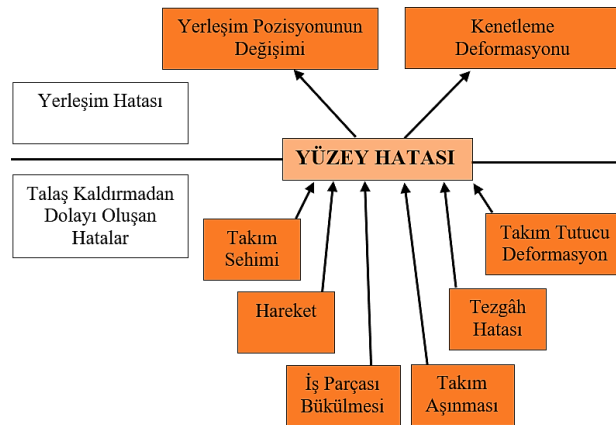 Yerleşim Pozisyonunun
Değişimi
Kenetleme
Deformasyonu
Yerleşim Hatası
YÜZEY HATASI
Talaş Kaldırmadan
Dolayı Oluşan
Hatalar
Takım
Sehimi
Takım Tutucu
Deformasyon
Hareket
Tezgâh
Hatası
İş Parçası
Bükülmesi
Takım
Aşınması